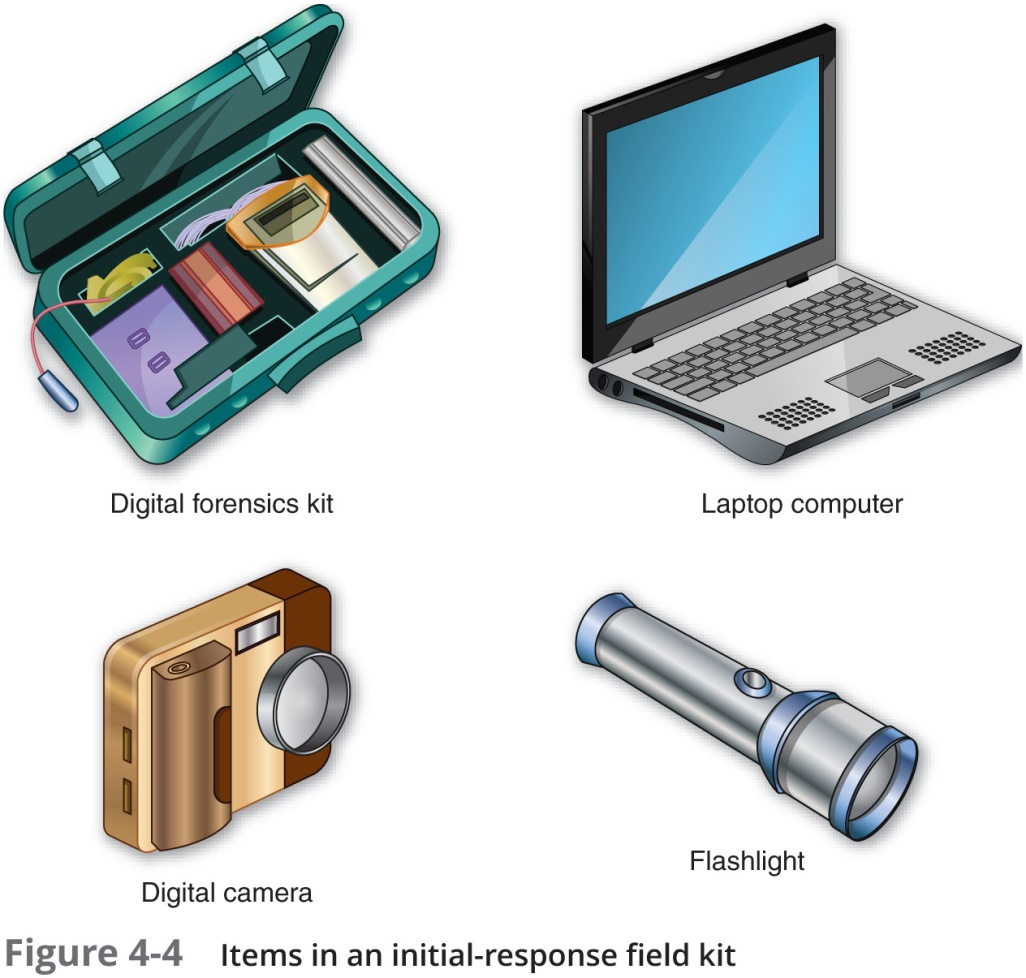 Digital forensics kit
Laptop computer
Digital camera
Flashlight
Figure 4-4 Items in an initial-response field kit